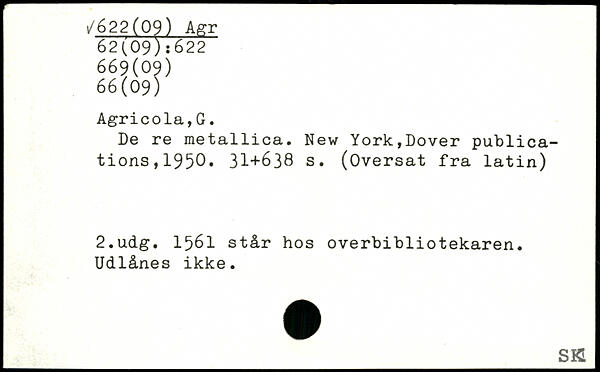 √622(09) Agr
62(09):622
669(09)
66(09)
Agricola,G.
De re metallica. New York,Dover publica-
tions,1950. 31+638 s. (Oversat fra latin)
2.udg. 1561 står hos overbibliotekaren.
Udlånes ikke.
SK